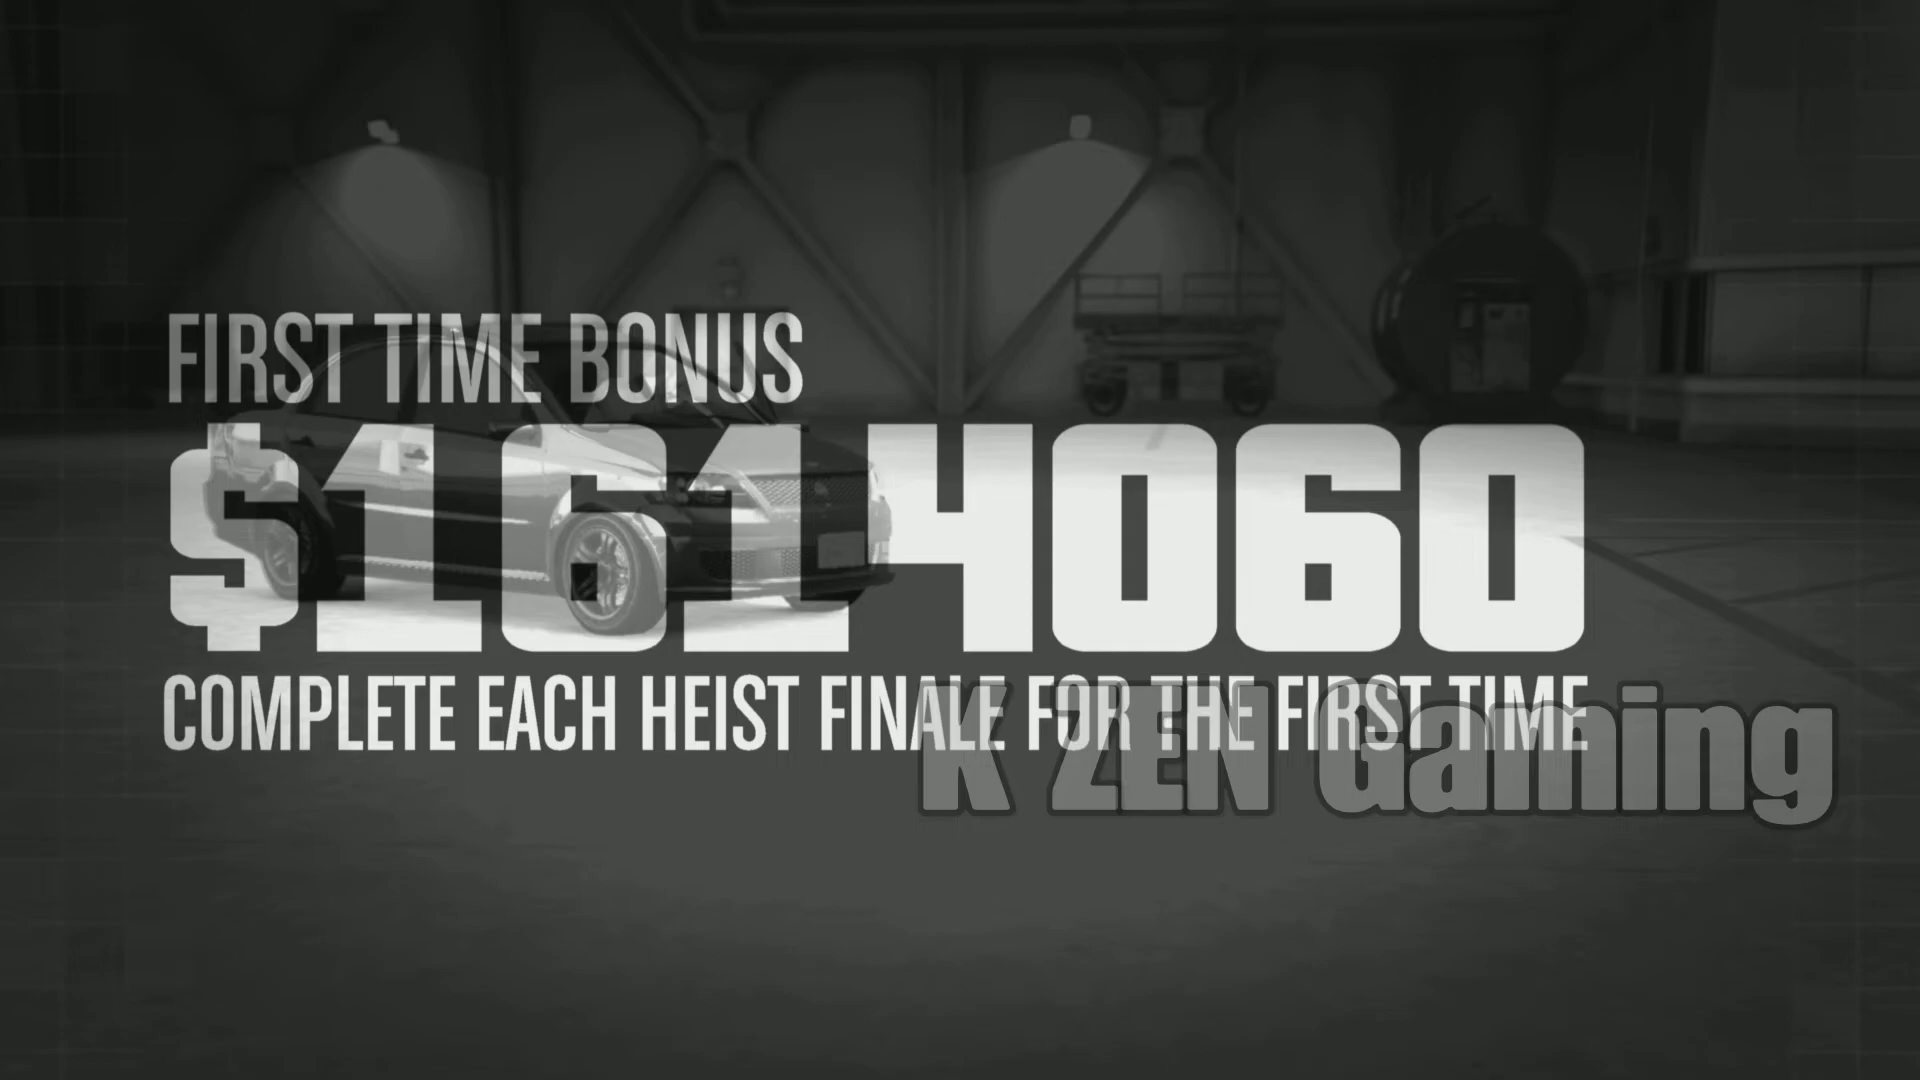 FIRST TIME BONUS
$1614060
COMPLETE EACH HEIST FINALE FOR THE FIRST TIME
K ZEN Gaming